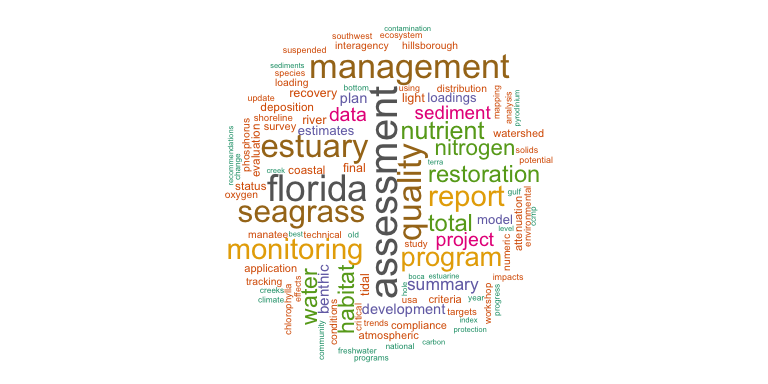 contamination
southwest ecosystem
interagency hillsborough
suspended
management
sediments
species
loading
bottom using distribution
recovery plan light loadings
update
deposition data sediment
mapping
analysis
pyrodinium
shoreline river
survey estimates nutrient watershed
estuary nitrogen solids
assessment
quality
recommendations
change
phosphorus
evaluation
terra potential
creek coastal final restoration
status florida report gulf
oxygen
seagrass total model comp
environmental
level
attenuation
manatee best technical old project
study
numeric
monitoring program
application
boca estuarine impacts
tracking water benthic habitat tidal hole summary
creeks effects
workshop
progress
climate usa criteria year
chlorophylla
conditions
critical
development targets
community
trends compliance index
protection
atmospheric
carbon
national
freshwater
programs